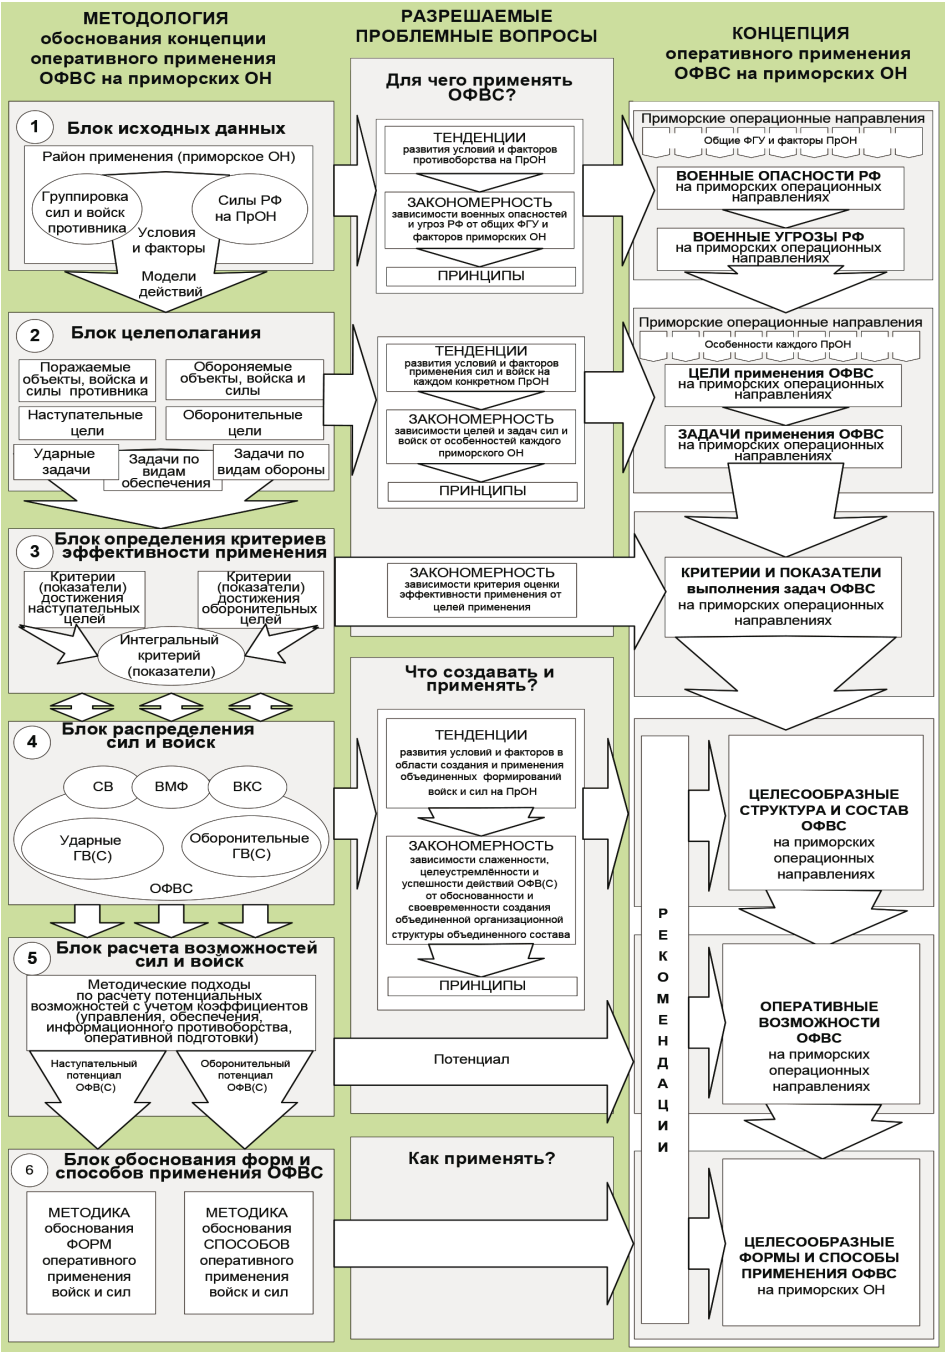 МЕТОДОЛОГИЯ
обоснования концепции
оперативного применения
ОФВС на приморских ОН
1
Блок исходных данных
Район применения (приморское ОН)
Группировка
сил и войск
противника
Силы РФ
на ПрОН
Условия
и факторы
Модели
действий
2
Блок целеполагания
Поражаемые
объекты, войска и
силы противника
Обороняемые
объекты, войска и
силы
Наступательные
цели
Оборонительные
цели
Ударные
задачи
Задачи по
видам
обеспечения
Задачи по
видам обороны
3
Блок определения критериев
эффективности применения
Критерии
(показатели)
достижения
наступательных
целей
Критерии
(показатели)
достижения
оборонительных
целей
Интегральный
критерий
(показатели)
4
Блок распределения
сил и войск
СВ
ВМФ
ВКС
Ударные
ГВ(С)
Оборонительные
ГВ(С)
ОФВС
5
Блок расчета возможностей
сил и войск
Методические подходы
по расчету потенциальных
возможностей с учетом коэффициентов
(управления, обеспечения,
информационного противоборства,
оперативной подготовки)
Наступательный
потенциал
ОФВ(С)
Оборонительный
потенциал
ОФВ(С)
6
Блок обоснования форм и
способов применения ОФВС
МЕТОДИКА
обоснования
ФОРМ
оперативного
применения
войск и сил
МЕТОДИКА
обоснования
СПОСОБОВ
оперативного
применения
войск и сил
РАЗРЕШАЕМЫЕ
ПРОБЛЕМНЫЕ ВОПРОСЫ
Для чего применять
ОФВС?
ТЕНДЕНЦИИ
развития условий и факторов
противоборства на ПрОН
ЗАКОНОМЕРНОСТЬ
зависимости военных опасностей
и угроз РФ от общих ФГУ и
факторов приморских ОН
ПРИНЦИПЫ
ТЕНДЕНЦИИ
развития условий и факторов
применения сил и войск на
каждом конкретном ПрОН
ЗАКОНОМЕРНОСТЬ
зависимости целей и задач сил и
войск от особенностей каждого
приморского ОН
ПРИНЦИПЫ
ЗАКОНОМЕРНОСТЬ
зависимости критерия оценки
эффективности применения от
целей применения
Что создавать и
применять?
ТЕНДЕНЦИИ
развития условий и факторов в
области создания и применения
объединенных формирований
войск и сил на ПрОН
ЗАКОНОМЕРНОСТЬ
зависимости слаженности,
целеустремлённости и
успешности действий ОФВ(С)
от обоснованности и
своевременности создания
объединенной организационной
структуры объединенного состава
ПРИНЦИПЫ
Потенциал
Как применять?
КОНЦЕПЦИЯ
оперативного применения
ОФВС на приморских ОН
Приморские операционные направления
Общие ФГУ и факторы ПрОН
ВОЕННЫЕ ОПАСНОСТИ РФ
на приморских операционных
направлениях
ВОЕННЫЕ УГРОЗЫ РФ
на приморских операционных
направлениях
Приморские операционные направления
Особенности каждого ПрОН
ЦЕЛИ применения ОФВС
на приморских операционных
направлениях
ЗАДАЧИ применения ОФВС
на приморских операционных
направлениях
КРИТЕРИИ И ПОКАЗАТЕЛИ
выполнения задач ОФВС
на приморских операционных
направлениях
РЕКОМЕНДАЦИИ
ЦЕЛЕСООБРАЗНЫЕ
СТРУКТУРА И СОСТАВ
ОФВС
на приморских
операционных
направлениях
ОПЕРАТИВНЫЕ
ВОЗМОЖНОСТИ
ОФВС
на приморских
операционных
направлениях
ЦЕЛЕСООБРАЗНЫЕ
ФОРМЫ И СПОСОБЫ
ПРИМЕНЕНИЯ ОФВС
на приморских ОН